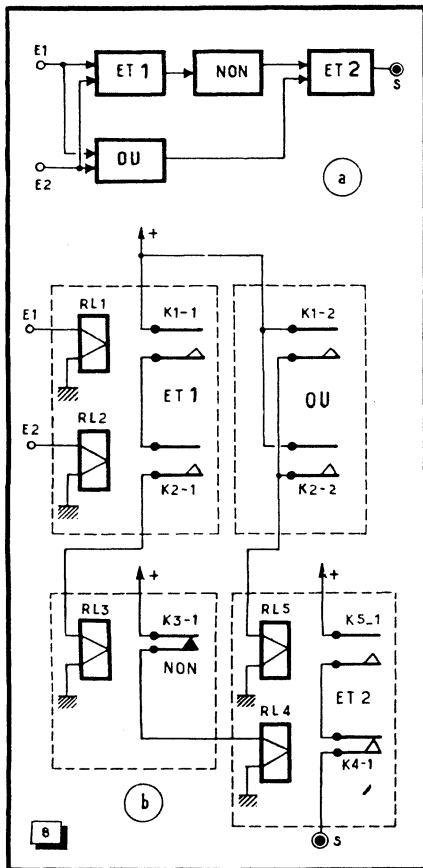 E1
ET 1
NON
ET 2
S
E2
OU
a
+
E1
RL1
K1-1
K1-2
ET 1
OU
E2
RL2
K2-1
K2-2
+
+
RL3
K3-1
NON
RL5
K5_1
ET 2
RL4
K4-1
b
8
S